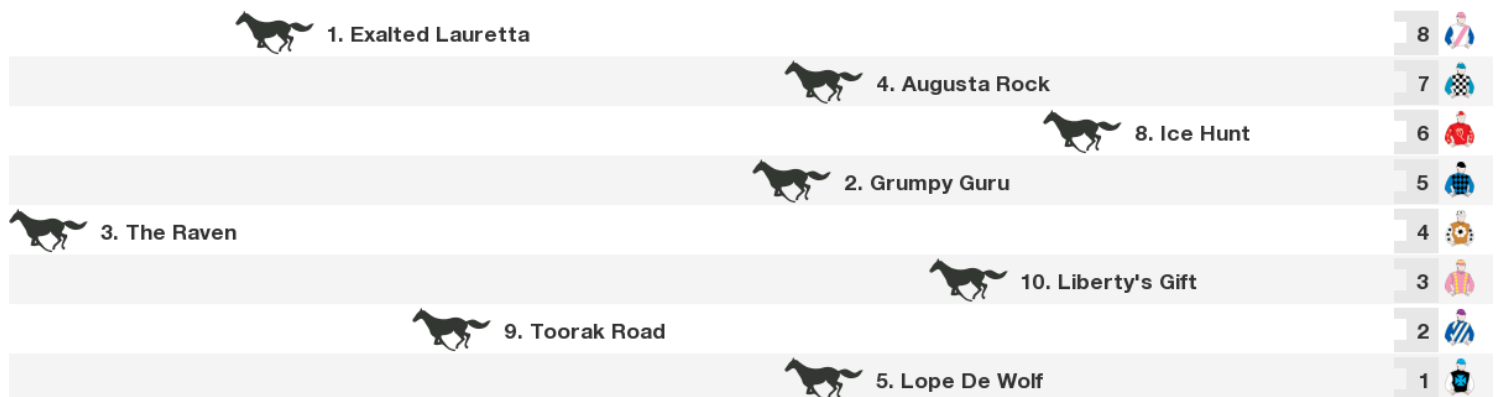 1. Exalted Lauretta 8
4. Augusta Rock 7
8. Ice Hunt 6
2. Grumpy Guru 5
3. The Raven 4
10. Liberty's Gift 3
9. Toorak Road 2
5. Lope De Wolf 1